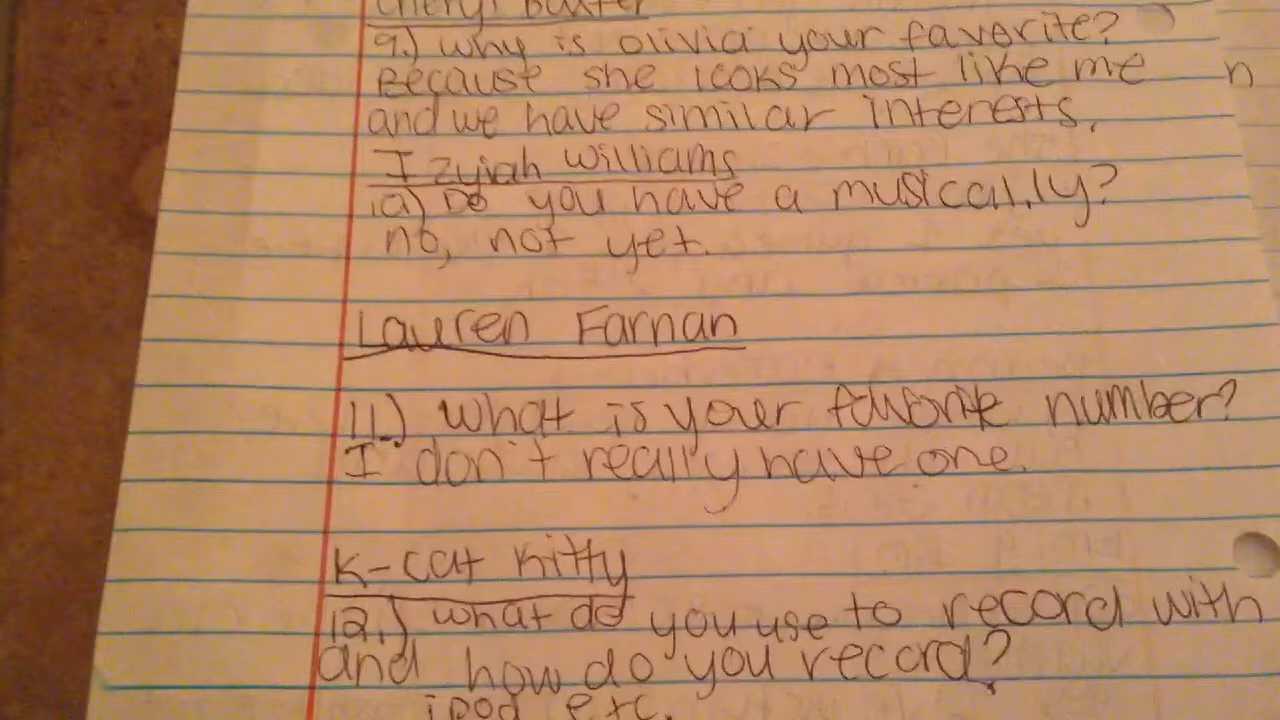 Cheryl Baxter
9.) why is olivia your favorite?
Because she looks most like me
and we have similar interests.
Izyiah Williams
10) Do you have a musical.ly?
no, not yet.
Lauren Farnan
11.) what is your favorite number?
I don't really have one.
K-cat Kitty
12.) what do you use to record with
and how do you record?
ipod etc.